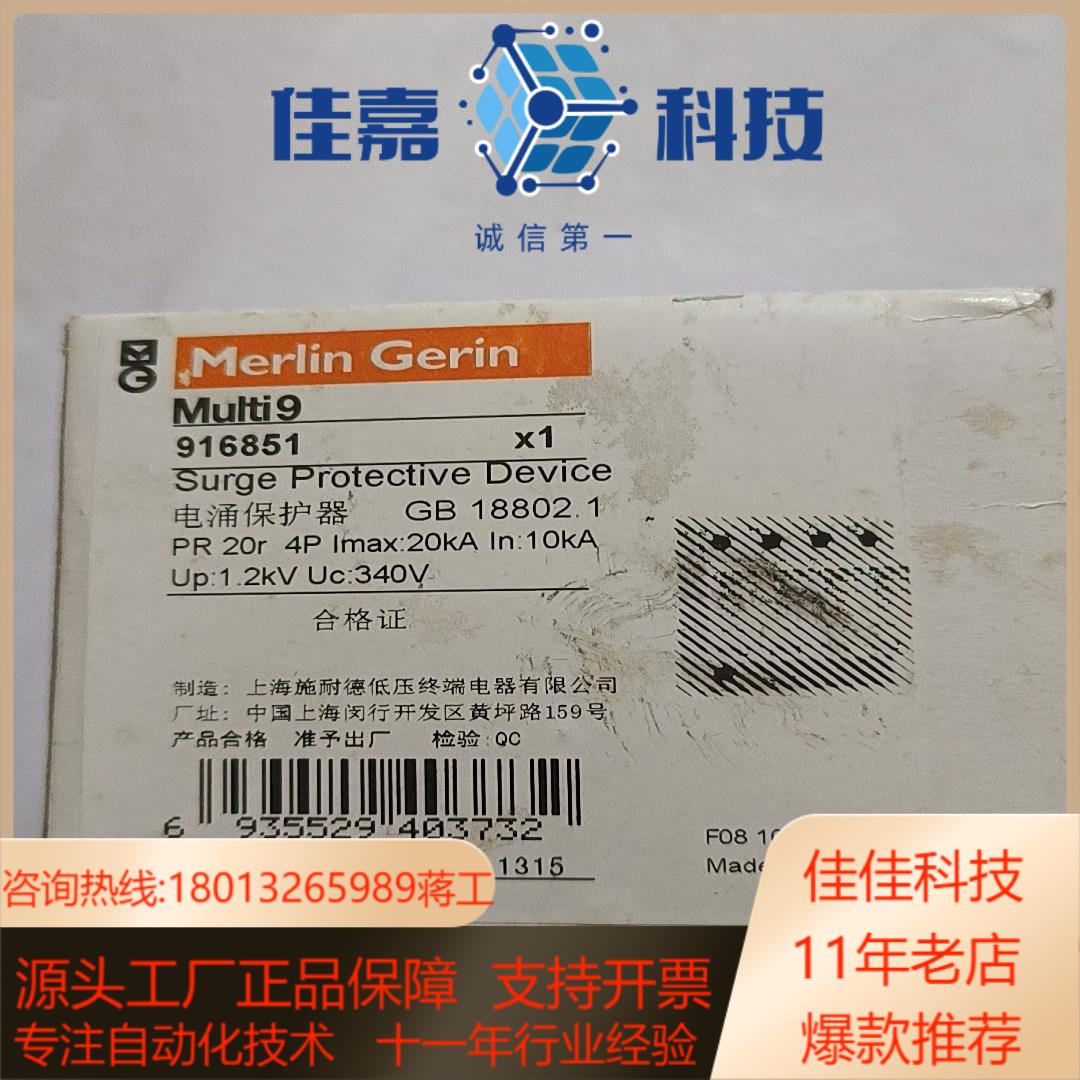 佳嘉 科技
诚信第一
MG Merlin Gerin
Multi9
916851 x1
Surge Protective Device
电涌保护器 GB 18802.1
PR 20r 4P Imax:20kA In:10kA
Up:1.2kV Uc:340V
合格证
制造：上海施耐德低压终端电器有限公司
厂址：中国上海闵行开发区黄坪路159号
产品合格 准予出厂 检验:QC
6 935529 403732
F08 10
1315
Made
咨询热线:18013265989蒋工
佳佳科技
11年老店
爆款推荐
源头工厂正品保障 支持开票
专注自动化技术 十一年行业经验